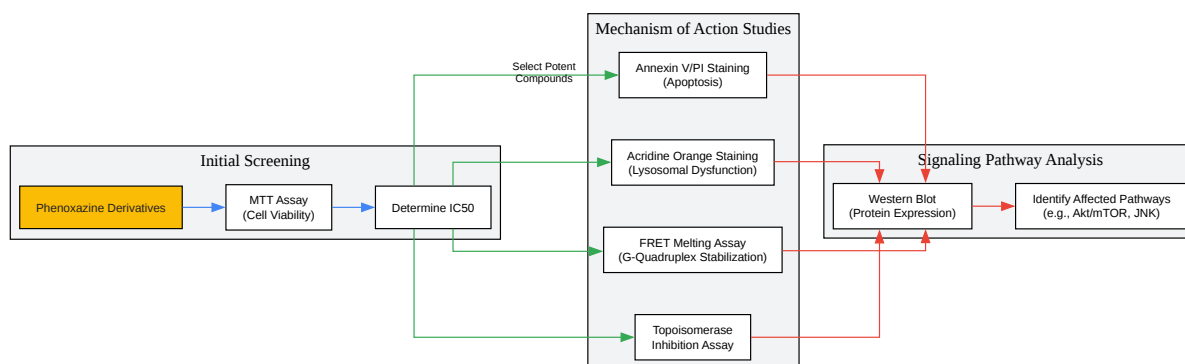 Initial Screening
Phenoxazine Derivatives
MTT Assay
(Cell Viability)
Determine IC50
Select Potent
Compounds
Mechanism of Action Studies
Annexin V/PI Staining
(Apoptosis)
Acridine Orange Staining
(Lysosomal Dysfunction)
FRET Melting Assay
(G-Quadruplex Stabilization)
Topoisomerase
Inhibition Assay
Signaling Pathway Analysis
Western Blot
(Protein Expression)
Identify Affected Pathways
(e.g., Akt/mTOR, JNK)